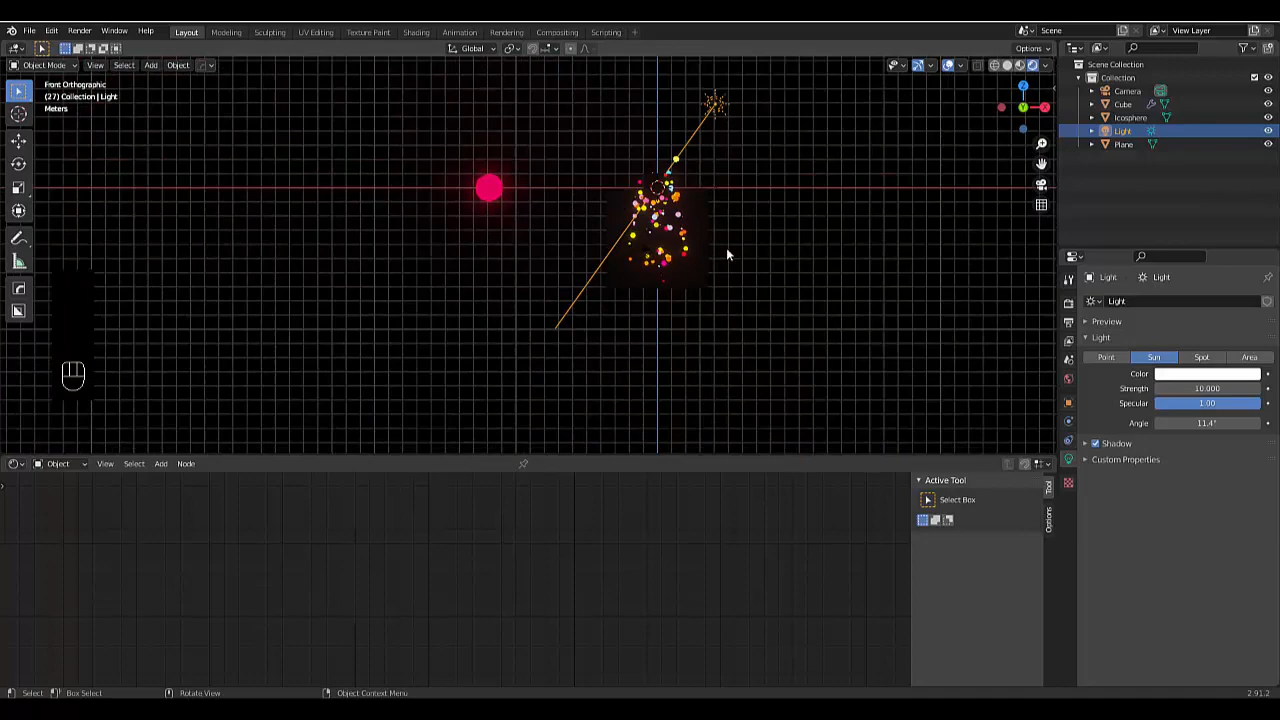 File Edit Render Window Help Layout Modeling Sculpting UV Editing Texture Paint Shading Animation Rendering Compositing Scripting + Scene View Layer
Global Options
Object Mode View Select Add Object
Front Orthographic
(27) Collection | Light
Meters
Z
Y
X
Scene Collection
Collection
Camera
Cube
Icosphere
Light
Plane
Light Light
Light
Preview
Light
Point Sun Spot Area
Color
Strength 10.000
Specular 1.00
Angle 11.4°
Shadow
Custom Properties
Object View Select Add Node
Active Tool
Select Box
Tool
Options
Select Box Select Rotate View Object Context Menu 2.91.2